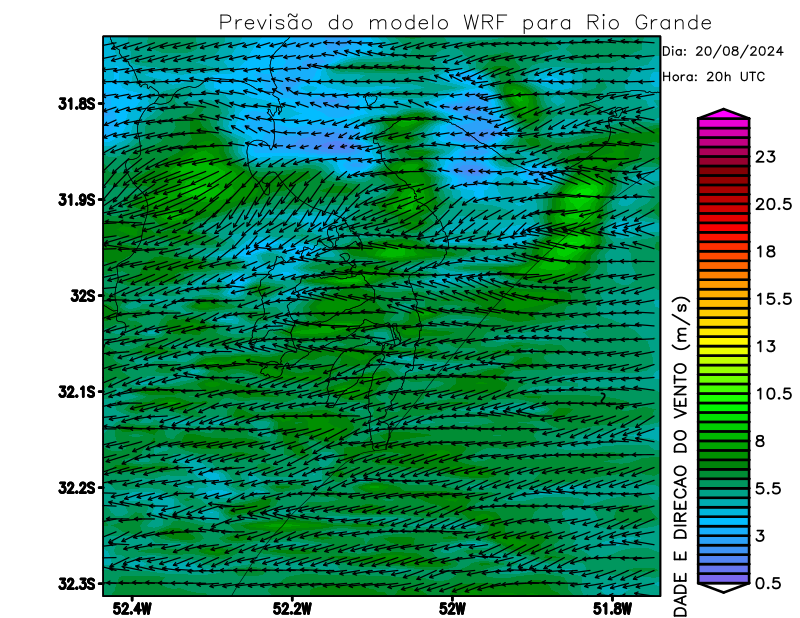 Previsão do modelo WRF para Rio Grande
Dia: 20/08/2024
Hora: 20h UTC
31.8S
31.9S
32S
32.1S
32.2S
32.3S
52.4W
52.2W
52W
51.8W
23
20.5
18
15.5
13
10.5
8
5.5
3
0.5
DADE E DIRECAO DO VENTO (m/s)